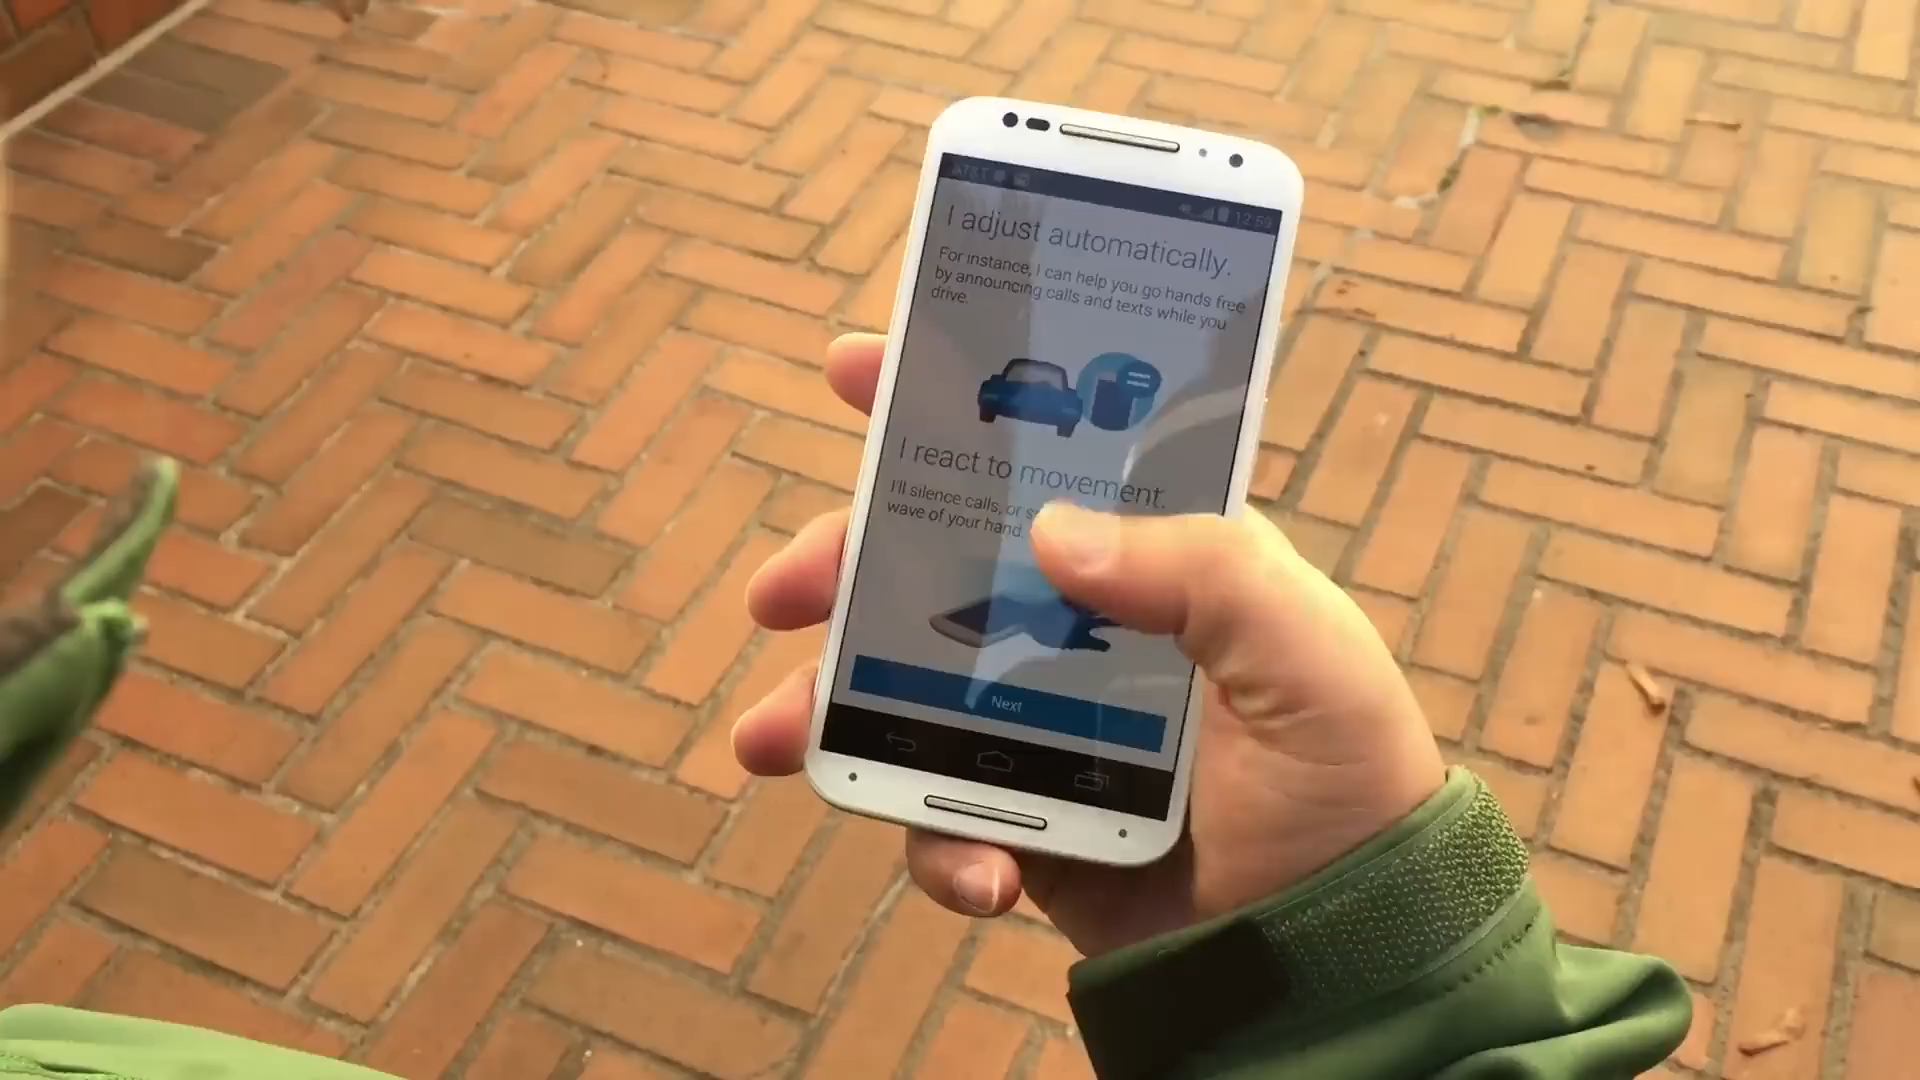 AT&T 12:59
I adjust automatically.
For instance, I can help you go hands free
by announcing calls and texts while you
drive.
I react to movement.
I'll silence calls, or
wave of your hand
Next